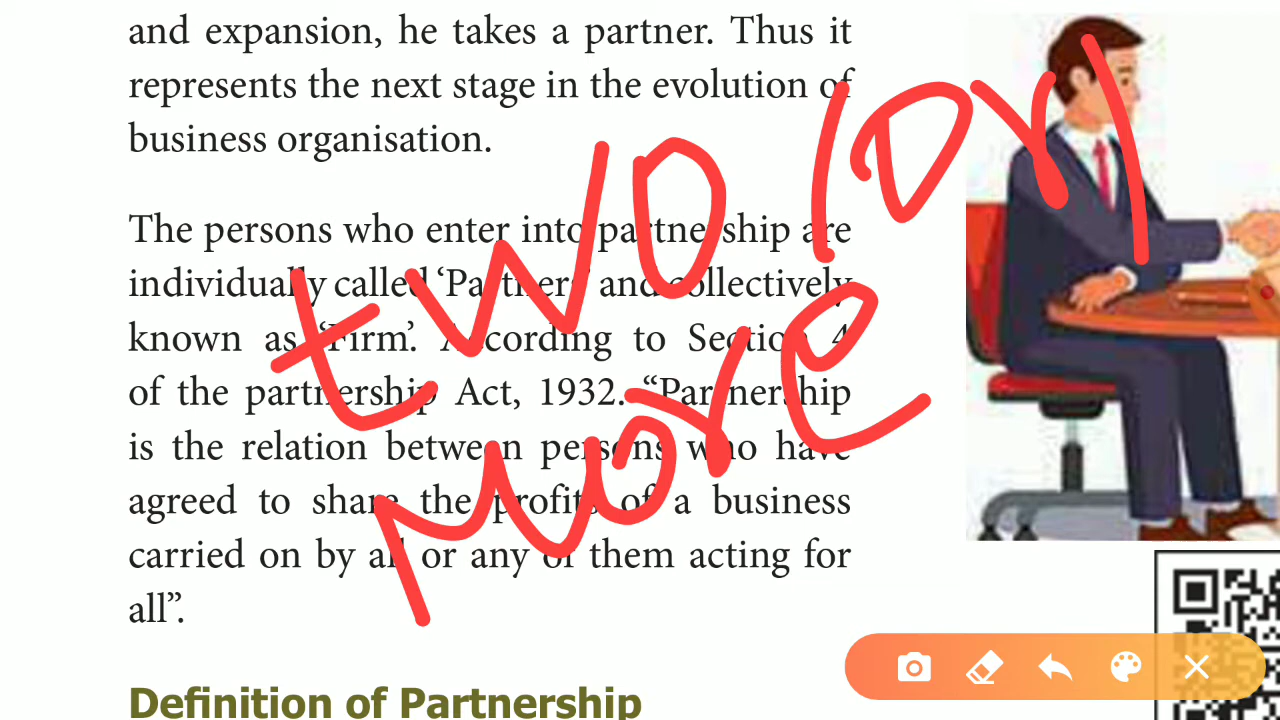 and expansion, he takes a partner. Thus it
represents the next stage in the evolution of
business organisation.
The persons who enter into partnership are
individually called ‘Partners’ and collectively
known as ‘Firm’. According to Section 4
of the partnership Act, 1932. “Partnership
is the relation between persons who have
agreed to share the profits of a business
carried on by all or any of them acting for
all”.
two (or)
more
Definition of Partnership